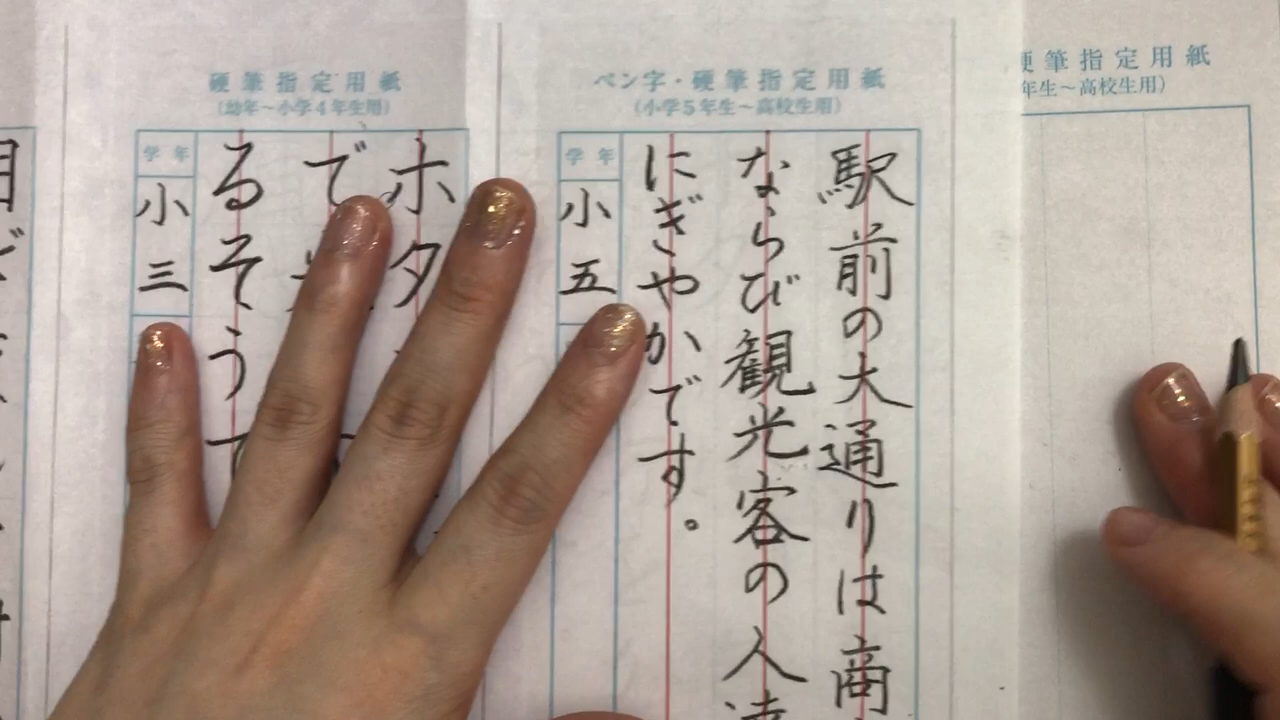 硬筆指定用紙
年生～高校生用)
ペン字・硬筆指定用紙
(小学5年生～高校生用)
駅前の大通りは商
ならび観光客の人達
にぎやかです。
学年
小五
硬筆指定用紙
(幼年～小学4年生用)
ホタ
で
るそうで
学年
小三